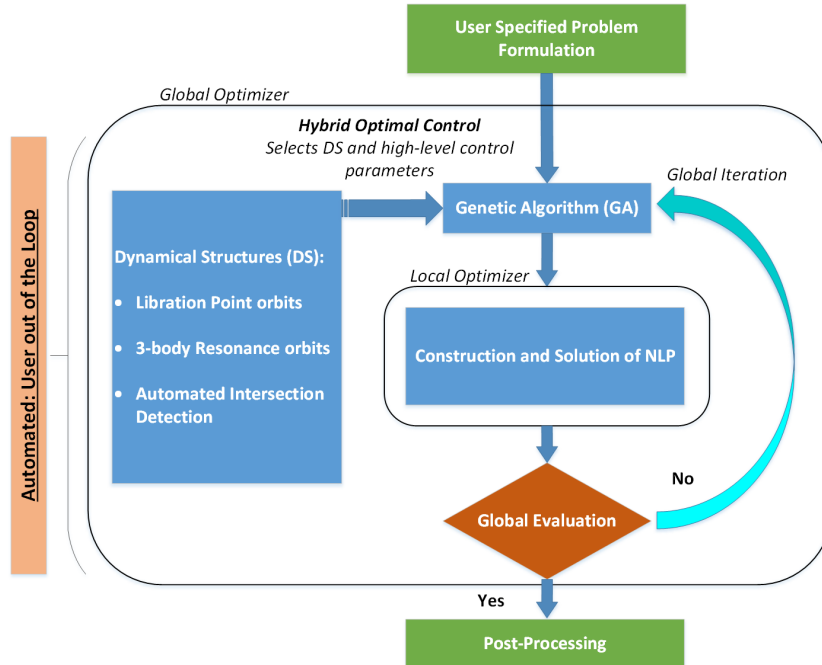 User Specified Problem
Formulation
Global Optimizer
Hybrid Optimal Control
Selects DS and high-level control
parameters
Global Iteration
Genetic Algorithm (GA)
Automated: User out of the Loop
Dynamical Structures (DS):
• Libration Point orbits
• 3-body Resonance orbits
• Automated Intersection
Detection
Local Optimizer
Construction and Solution of NLP
Global Evaluation
No
Yes
Post-Processing